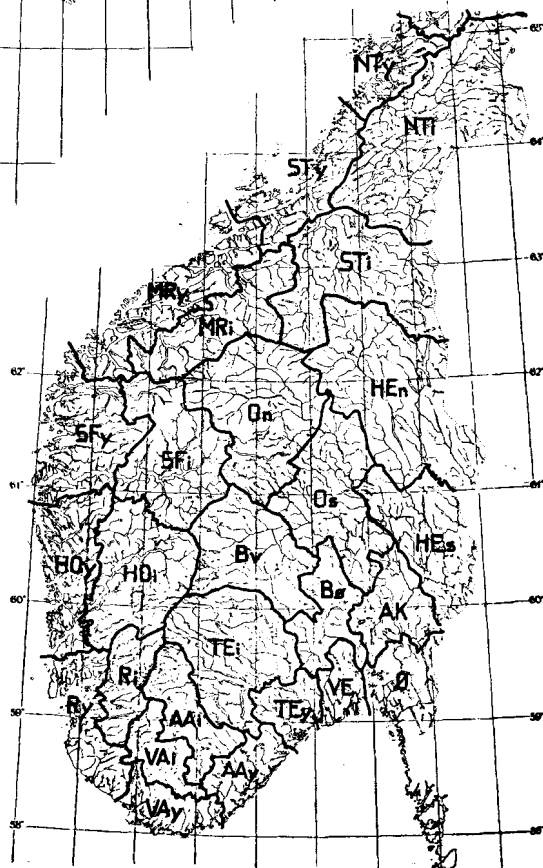 65°
NTy
NTi
64°
STy
63°
STi
MRy
MRi
62°
62°
HEn
On
SFy
SFi
61°
61°
Os
HEs
HOy
HOi
Bv
Bø
60°
60°
AK
TEi
Ri
VE
Ø
Ry
59°
TEy
59°
AAi
VAi
AAy
VAy
58°
58°